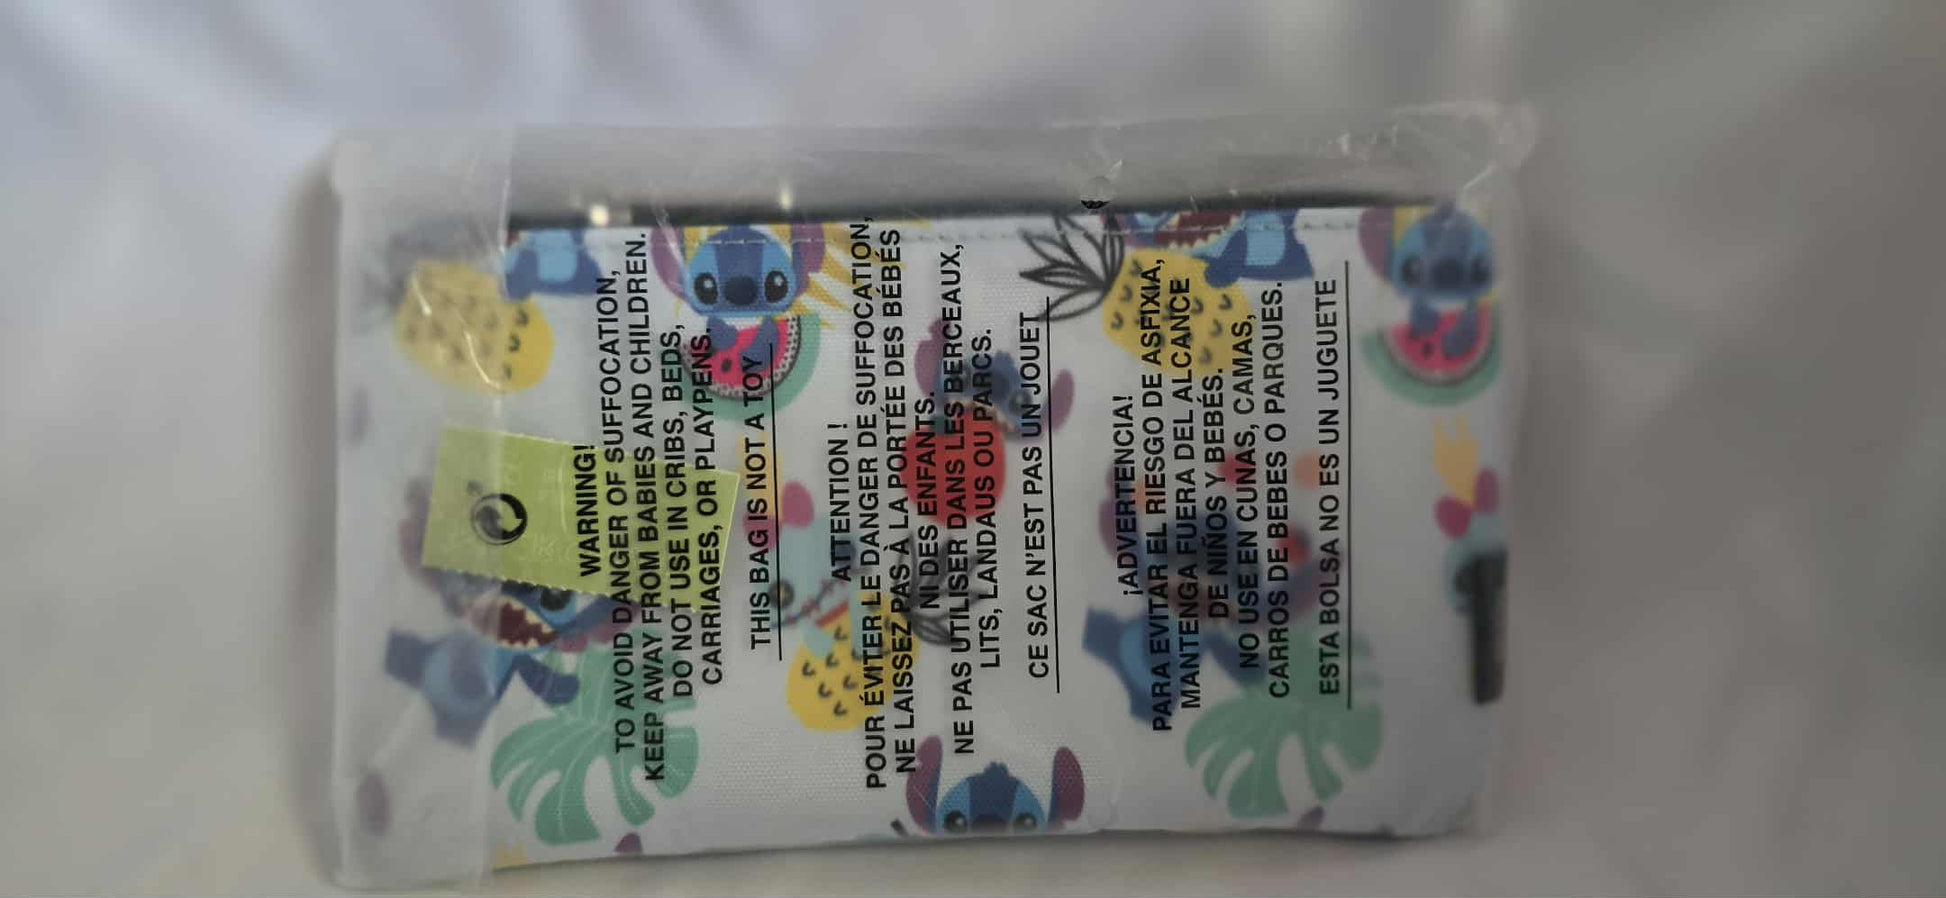 WARNING!
TO AVOID DANGER OF SUFFOCATION,
KEEP AWAY FROM BABIES AND CHILDREN.
DO NOT USE IN CRIBS, BEDS,
CARRIAGES, OR PLAYPENS.
THIS BAG IS NOT A TOY
ATTENTION !
POUR ÉVITER LE DANGER DE SUFFOCATION,
NE LAISSEZ PAS À LA PORTÉE DES BÉBÉS
NI DES ENFANTS.
NE PAS UTILISER DANS LES BERCEAUX,
LITS, LANDAUS OU PARCS.
CE SAC N'EST PAS UN JOUET
¡ADVERTENCIA!
PARA EVITAR EL RIESGO DE ASFIXIA,
MANTENGA FUERA DEL ALCANCE
DE NIÑOS Y BEBÉS.
NO USE EN CUNAS, CAMAS,
CARROS DE BEBES O PARQUES.
ESTA BOLSA NO ES UN JUGUETE